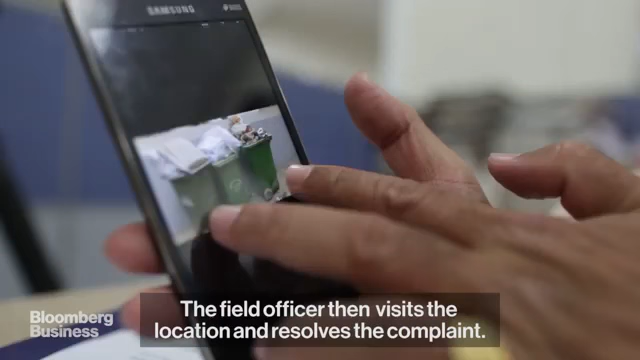 SAMSUNG
The field officer then visits the
location and resolves the complaint.
Bloomberg
Business